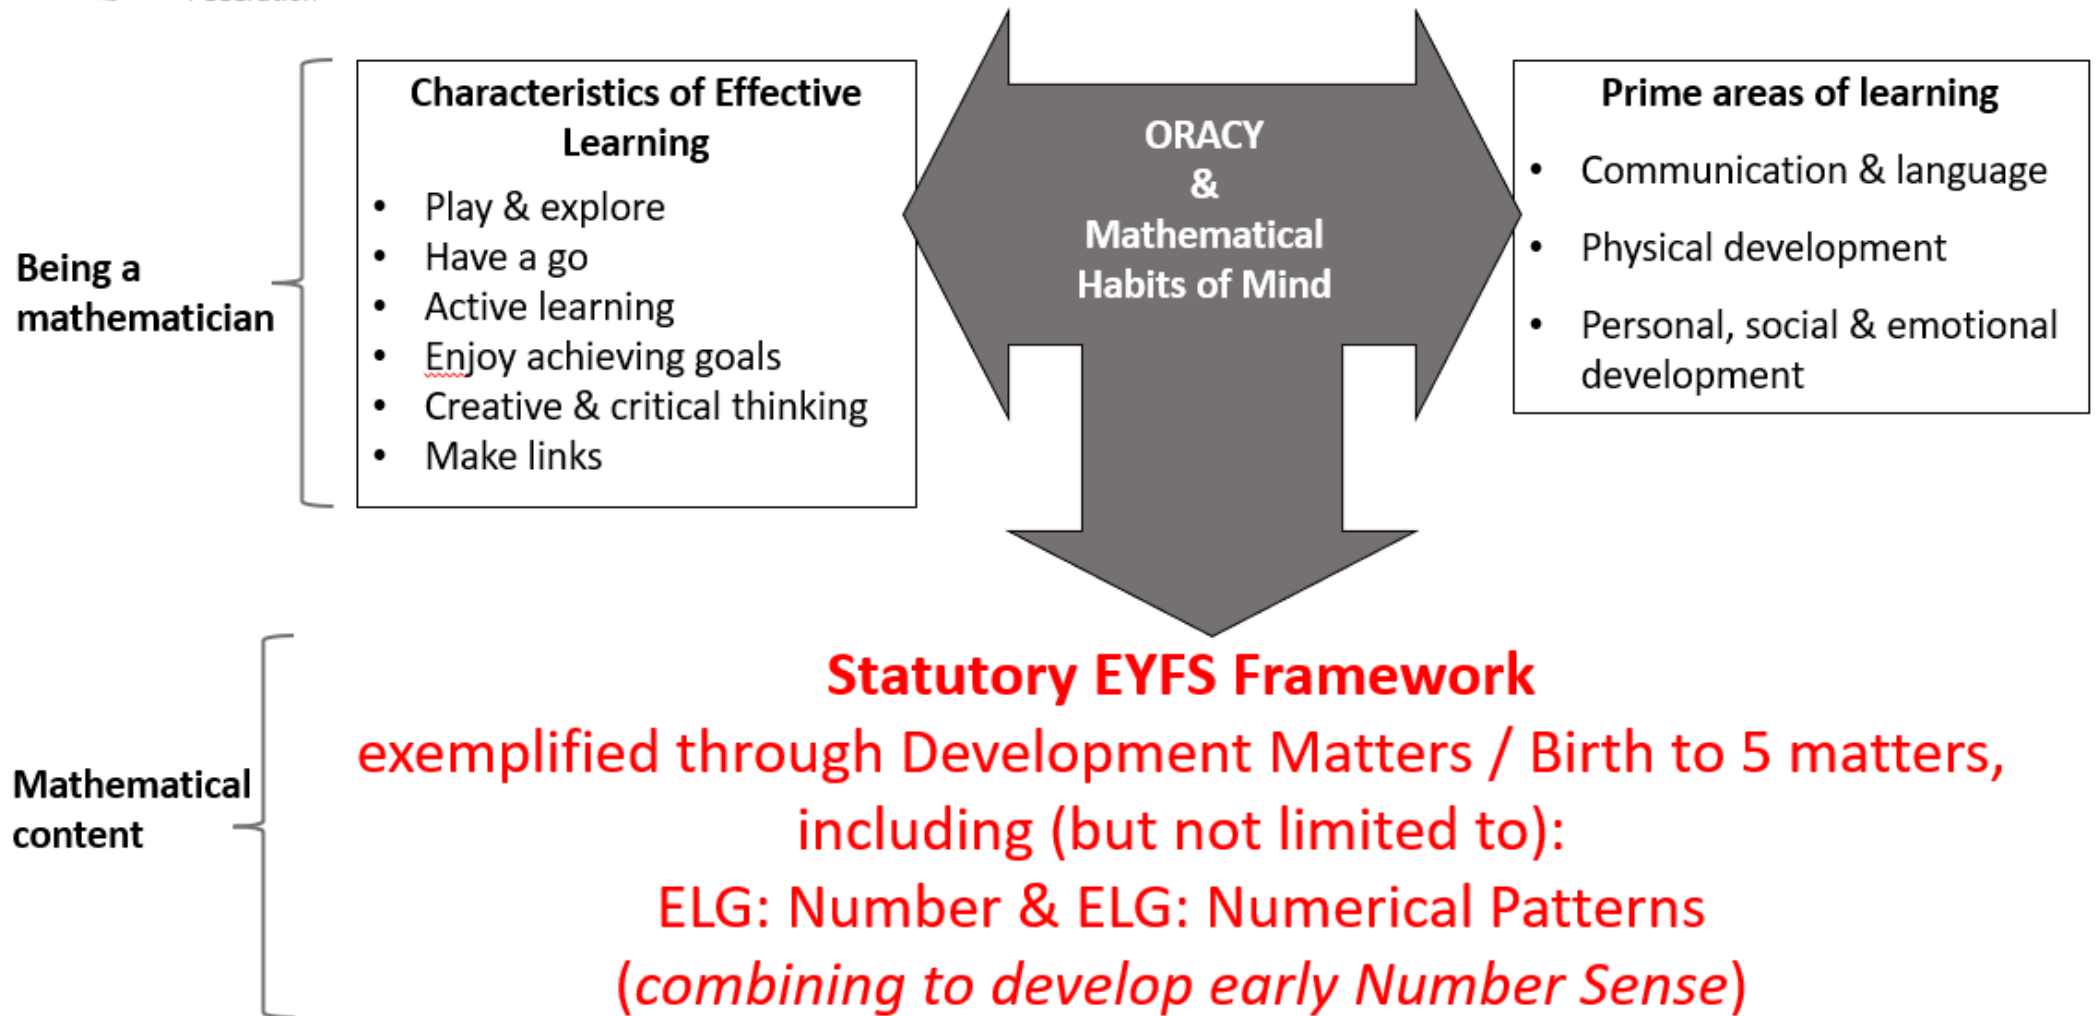 Being a
mathematician
Characteristics of Effective
Learning
• Play & explore
• Have a go
• Active learning
• Enjoy achieving goals
• Creative & critical thinking
• Make links
ORACY
&
Mathematical
Habits of Mind
Prime areas of learning
• Communication & language
• Physical development
• Personal, social & emotional
development
Mathematical
content
Statutory EYFS Framework
exemplified through Development Matters / Birth to 5 matters,
including (but not limited to):
ELG: Number & ELG: Numerical Patterns
(combining to develop early Number Sense)